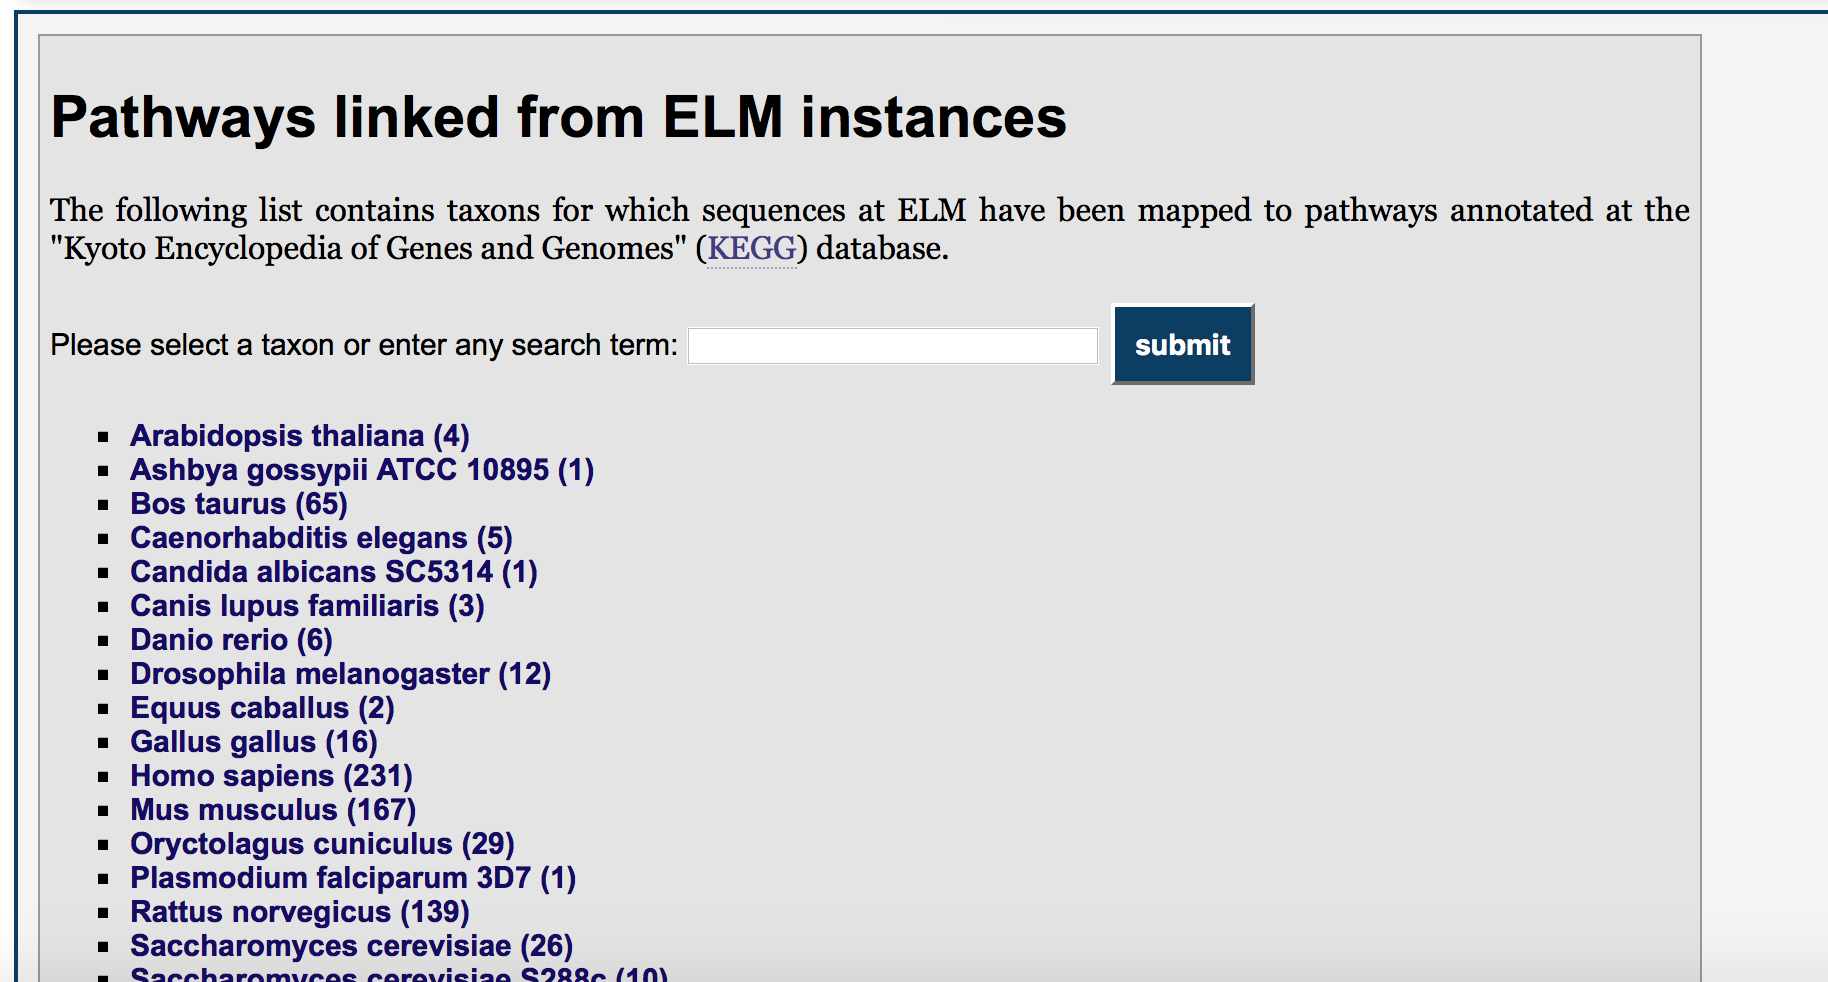 Pathways linked from ELM instances
The following list contains taxons for which sequences at ELM have been mapped to pathways annotated at the
"Kyoto Encyclopedia of Genes and Genomes" (KEGG) database.
Please select a taxon or enter any search term: submit
Arabidopsis thaliana (4)
Ashbya gossypii ATCC 10895 (1)
Bos taurus (65)
Caenorhabditis elegans (5)
Candida albicans SC5314 (1)
Canis lupus familiaris (3)
Danio rerio (6)
Drosophila melanogaster (12)
Equus caballus (2)
Gallus gallus (16)
Homo sapiens (231)
Mus musculus (167)
Oryctolagus cuniculus (29)
Plasmodium falciparum 3D7 (1)
Rattus norvegicus (139)
Saccharomyces cerevisiae (26)
Saccharomyces cerevisiae S288c (10)